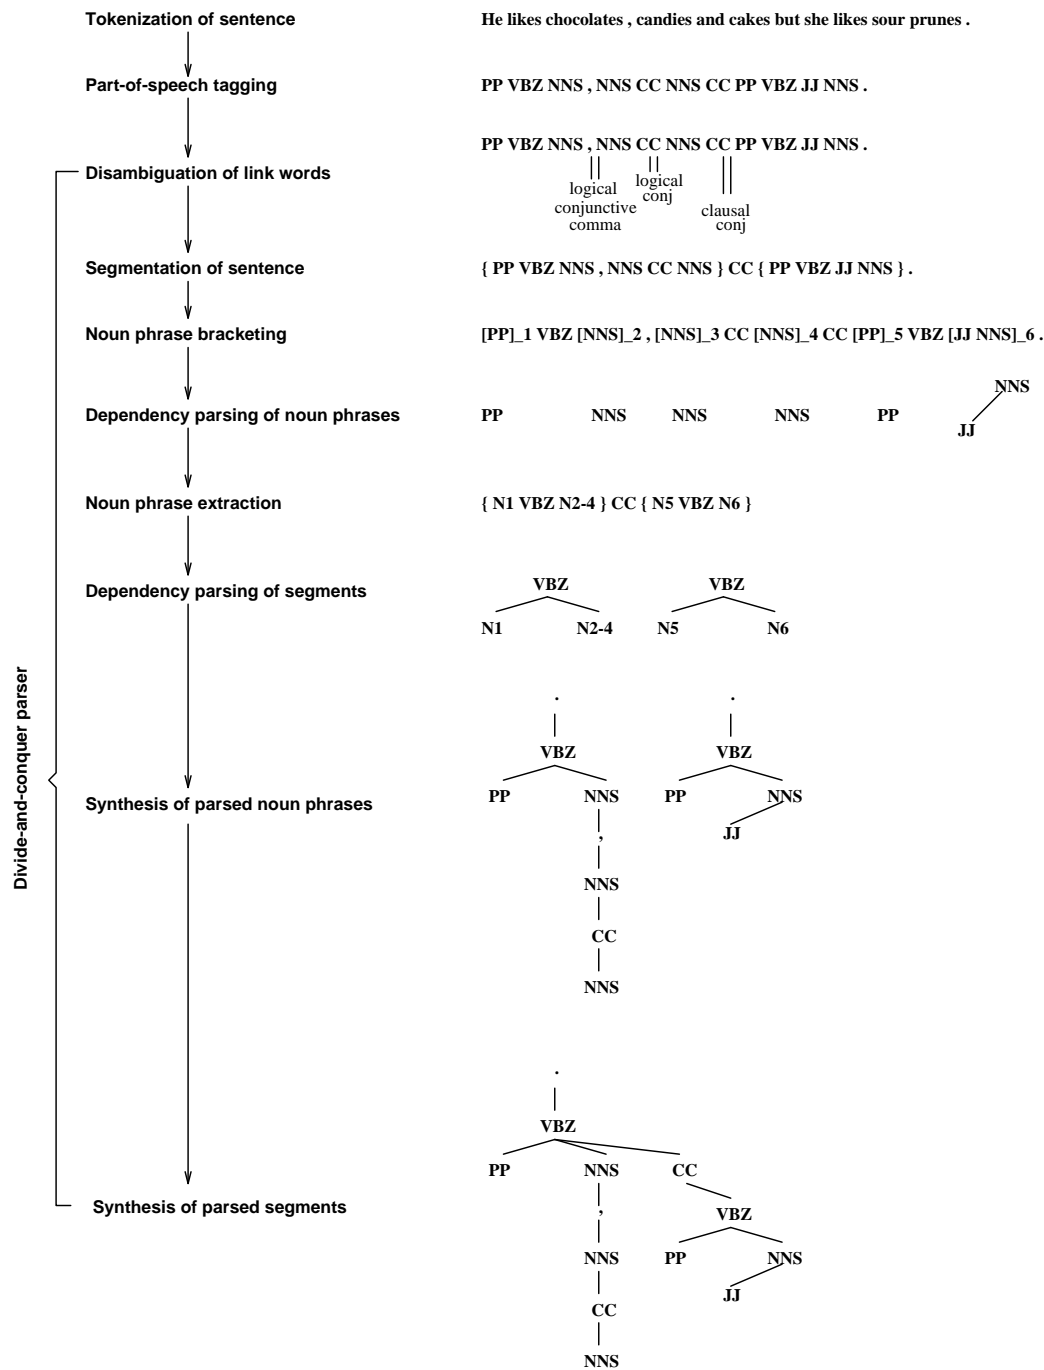 Tokenization of sentence
He likes chocolates , candies and cakes but she likes sour prunes .
Part-of-speech tagging
PP VBZ NNS , NNS CC NNS CC PP VBZ JJ NNS .
PP VBZ NNS , NNS CC NNS CC PP VBZ JJ NNS .
Disambiguation of link words
logical
conjunctive
comma
logical
conj
clausal
conj
Segmentation of sentence
{ PP VBZ NNS , NNS CC NNS } CC { PP VBZ JJ NNS } .
Noun phrase bracketing
[PP]_1 VBZ [NNS]_2 , [NNS]_3 CC [NNS]_4 CC [PP]_5 VBZ [JJ NNS]_6 .
Dependency parsing of noun phrases
PP NNS NNS NNS PP
NNS
JJ
Noun phrase extraction
{ N1 VBZ N2-4 } CC { N5 VBZ N6 }
Dependency parsing of segments
VBZ VBZ
N1 N2-4 N5 N6
Divide-and-conquer parser
Synthesis of parsed noun phrases
. .
VBZ VBZ
PP NNS PP NNS
, JJ
NNS
CC
NNS
Synthesis of parsed segments
.
VBZ
PP NNS CC
, VBZ
NNS PP NNS
JJ
CC
NNS